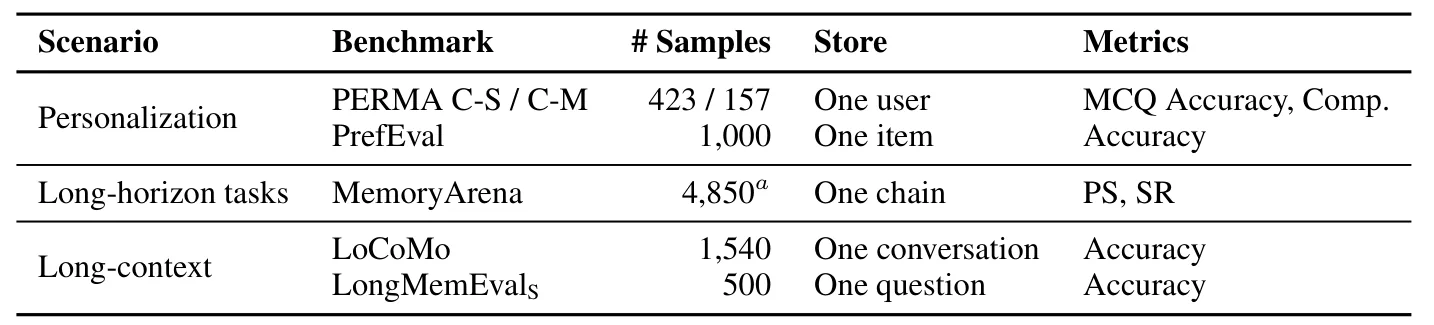 Scenario Benchmark # Samples Store Metrics
Personalization
PERMA C-S / C-M 423 / 157 One user MCQ Accuracy, Comp.
PrefEval 1,000 One item Accuracy
Long-horizon tasks MemoryArena 4,850a One chain PS, SR
Long-context
LoCoMo 1,540 One conversation Accuracy
LongMemEvalS 500 One question Accuracy